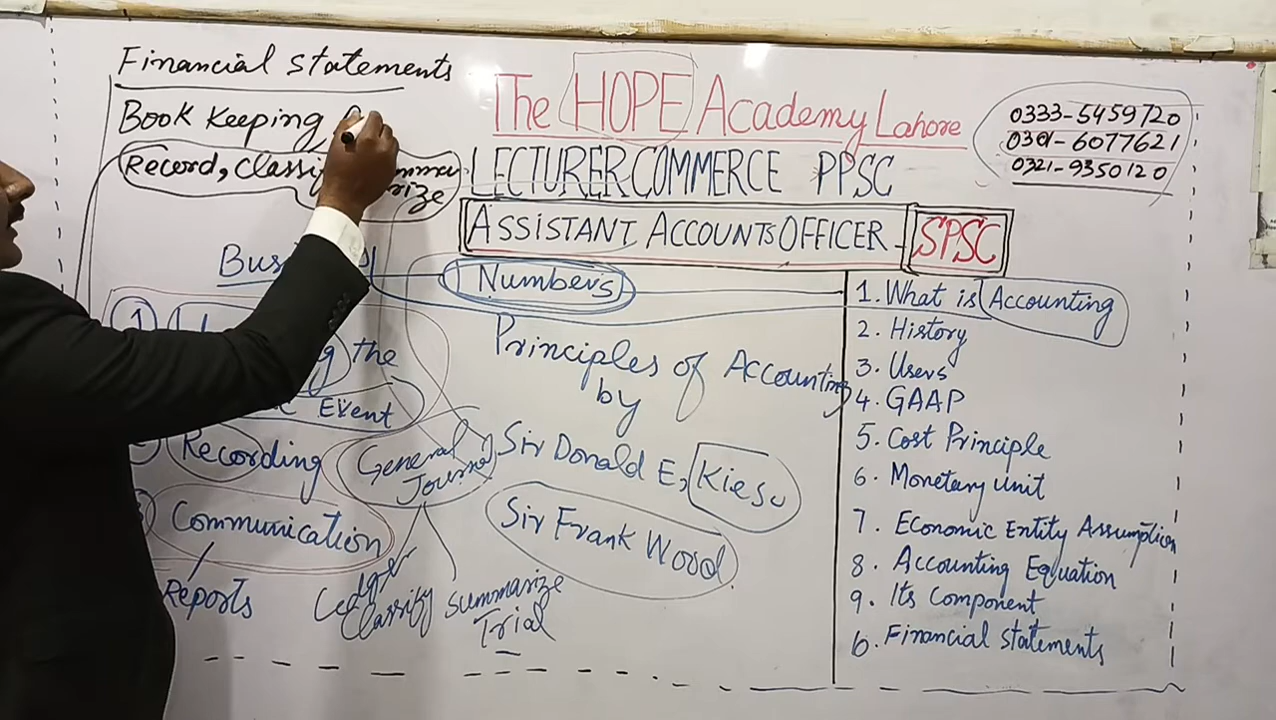 Financial statements
Book keeping
Record, classi
rize
The HOPE Academy Lahore
LECTURER COMMERCE PPSC
ASSISTANT ACCOUNTS OFFICER - SPSC
0333-5459720
0301-6077621
0321-9350120
Numbers
the
Event
Recording
General
Journal
Communication
Reports
Ledger
Classify
Summarize
Trial
Principles of Accounting
by
Sir Donald E, Kieso
Sir Frank Wood.
1. What is Accounting
2. History
3. Users
4. GAAP
5. Cost Principle
6. Monetary unit
7. Economic Entity Assumption
8. Accounting Equation
9. Its Component
10. Financial statements